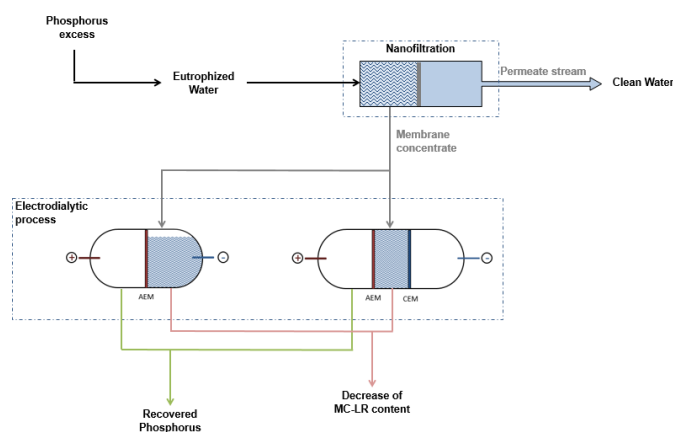 Phosphorus
excess
Nanofiltration
Eutrophized
Water
Permeate stream
Clean Water
Membrane
concentrate
Electrodialytic
process
+
-
+
-
AEM
AEM
CEM
Recovered
Phosphorus
Decrease of
MC-LR content